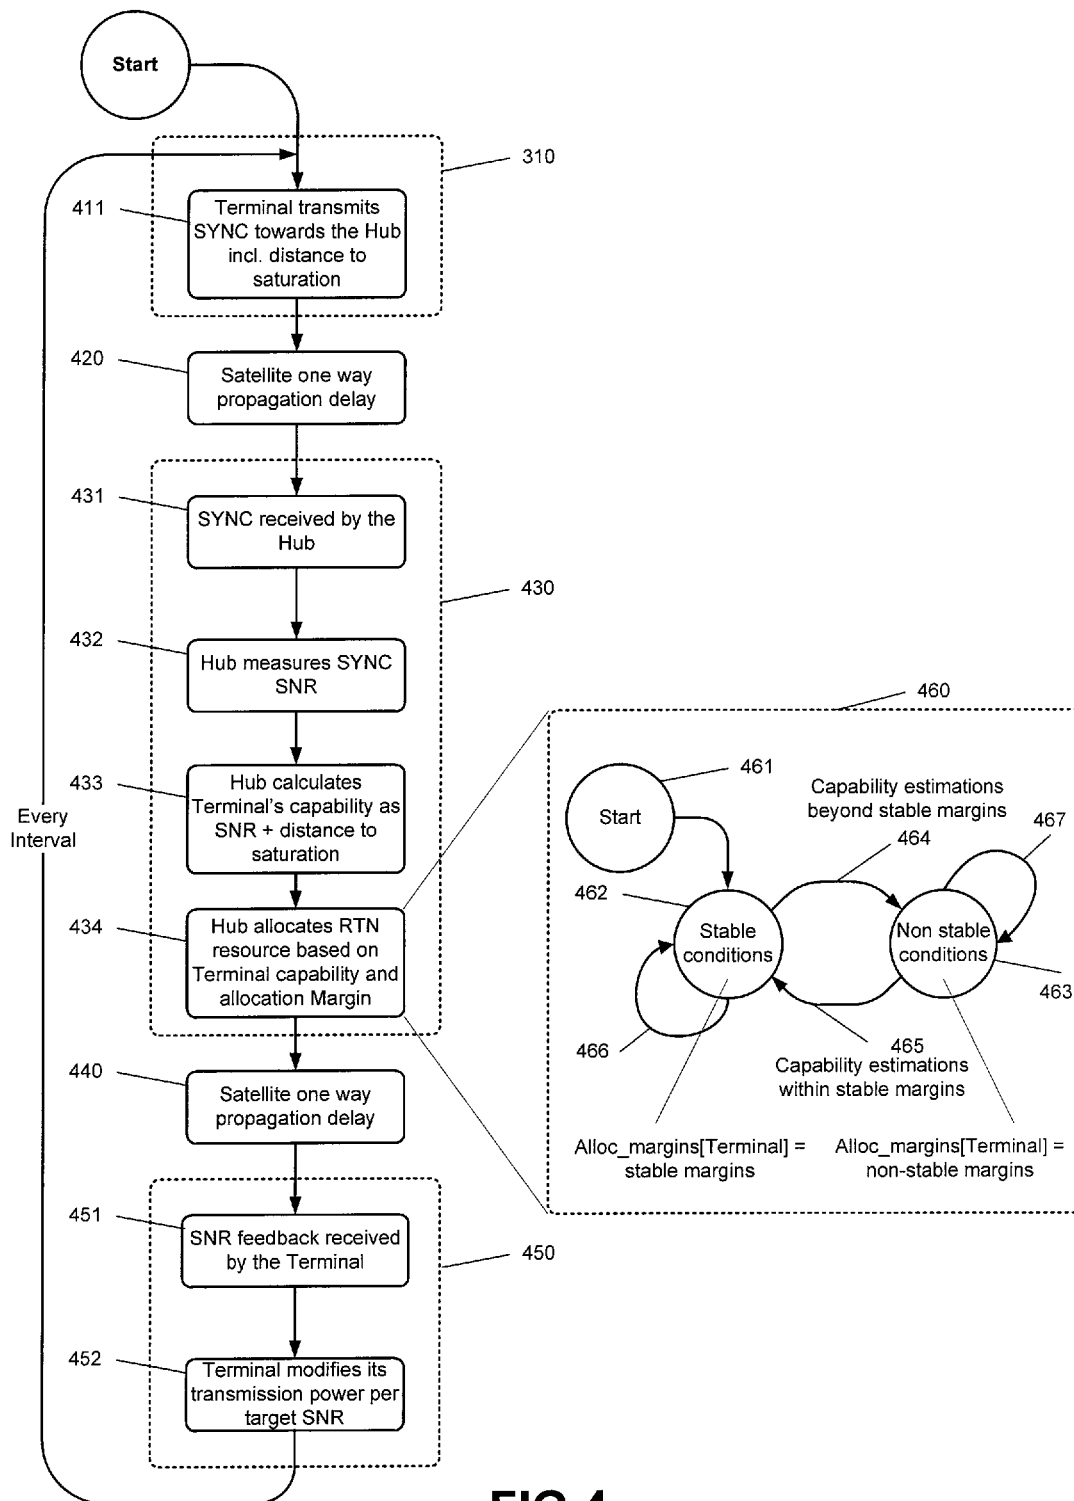 Start
310
411
Terminal transmits
SYNC towards the Hub
incl. distance to
saturation
420
Satellite one way
propagation delay
431
SYNC received by the
Hub
430
432
Hub measures SYNC
SNR
433
Hub calculates
Terminal's capability as
SNR + distance to
saturation
Every
Interval
434
Hub allocates RTN
resource based on
Terminal capability and
allocation Margin
440
Satellite one way
propagation delay
451
SNR feedback received
by the Terminal
450
452
Terminal modifies its
transmission power per
target SNR
460
461
Start
Capability estimations
beyond stable margins
464
467
462
Stable
conditions
Non stable
conditions
463
466
465
Capability estimations
within stable margins
Alloc_margins[Terminal] =
stable margins
Alloc_margins[Terminal] =
non-stable margins
FIG 4